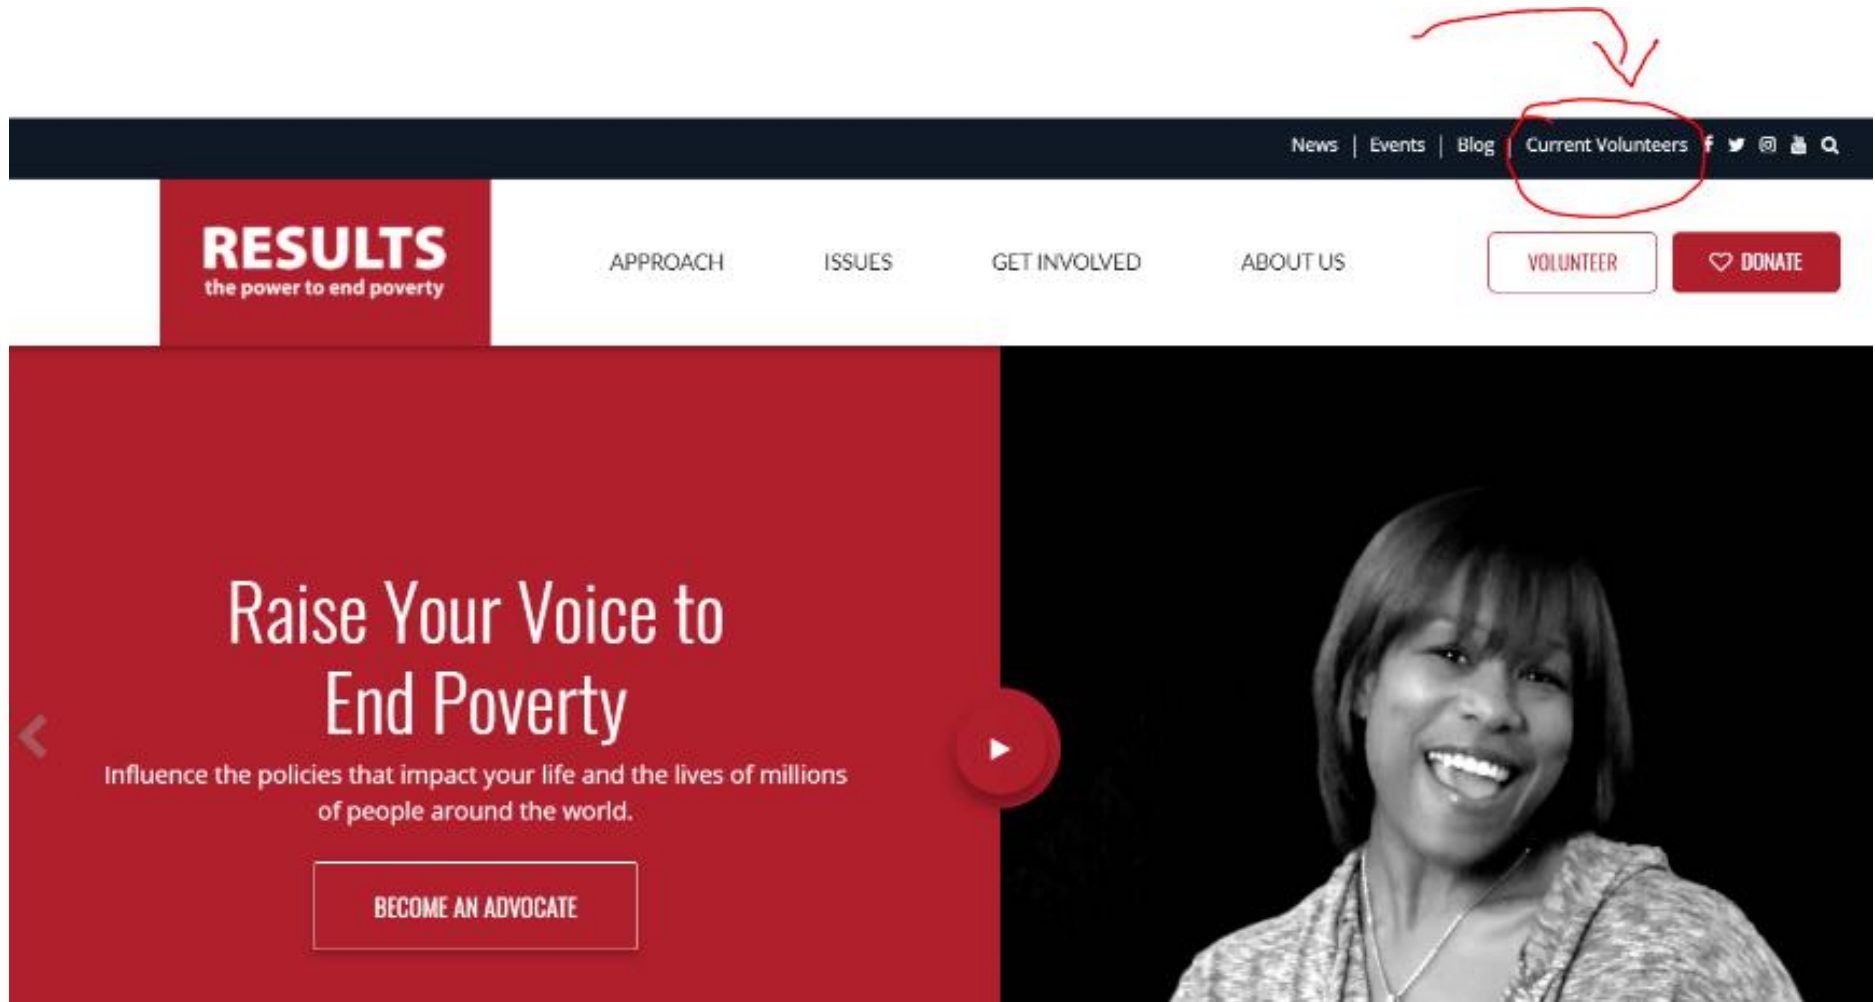 News | Events | Blog | Current Volunteers
RESULTS
the power to end poverty
APPROACH ISSUES GET INVOLVED ABOUT US VOLUNTEER DONATE
Raise Your Voice to
End Poverty
Influence the policies that impact your life and the lives of millions
of people around the world.
BECOME AN ADVOCATE